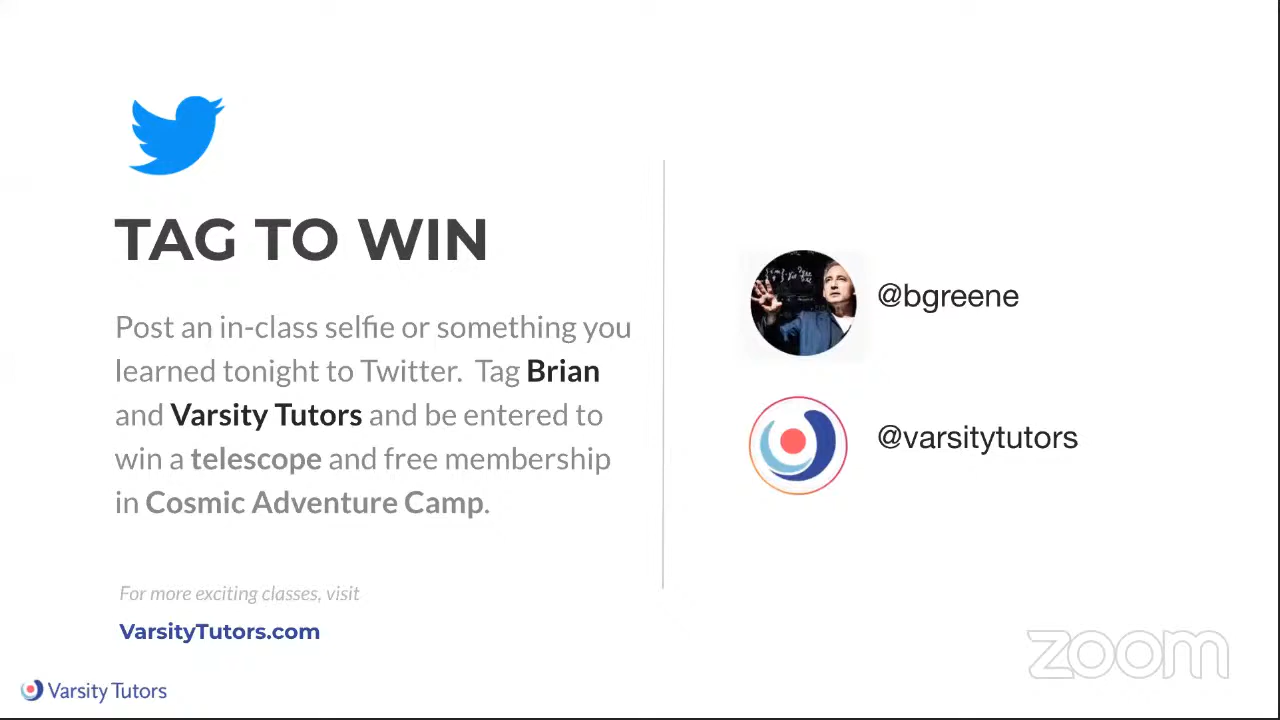 TAG TO WIN
Post an in-class selfie or something you
learned tonight to Twitter.  Tag Brian
and Varsity Tutors and be entered to
win a telescope and free membership
in Cosmic Adventure Camp.
For more exciting classes, visit
VarsityTutors.com
Varsity Tutors
@bgreene
@varsitytutors
zoom